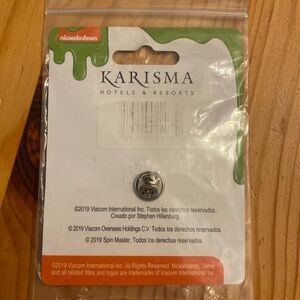 nickelodeon
KARISMA
HOTELS & RESORTS
©2019 Viacom International Inc. Todos los derechos reservados.
Creado por Stephen Hillenburg.
© 2019 Viacom Overseas Holdings C.V. Todos los derechos reservados.
© 2019 Spin Master. Todos los derechos reservados.
©2019 Viacom International Inc. All Rights Reserved. Nickelodeon, Slime
and all related titles and logos are trademarks of Viacom International Inc.